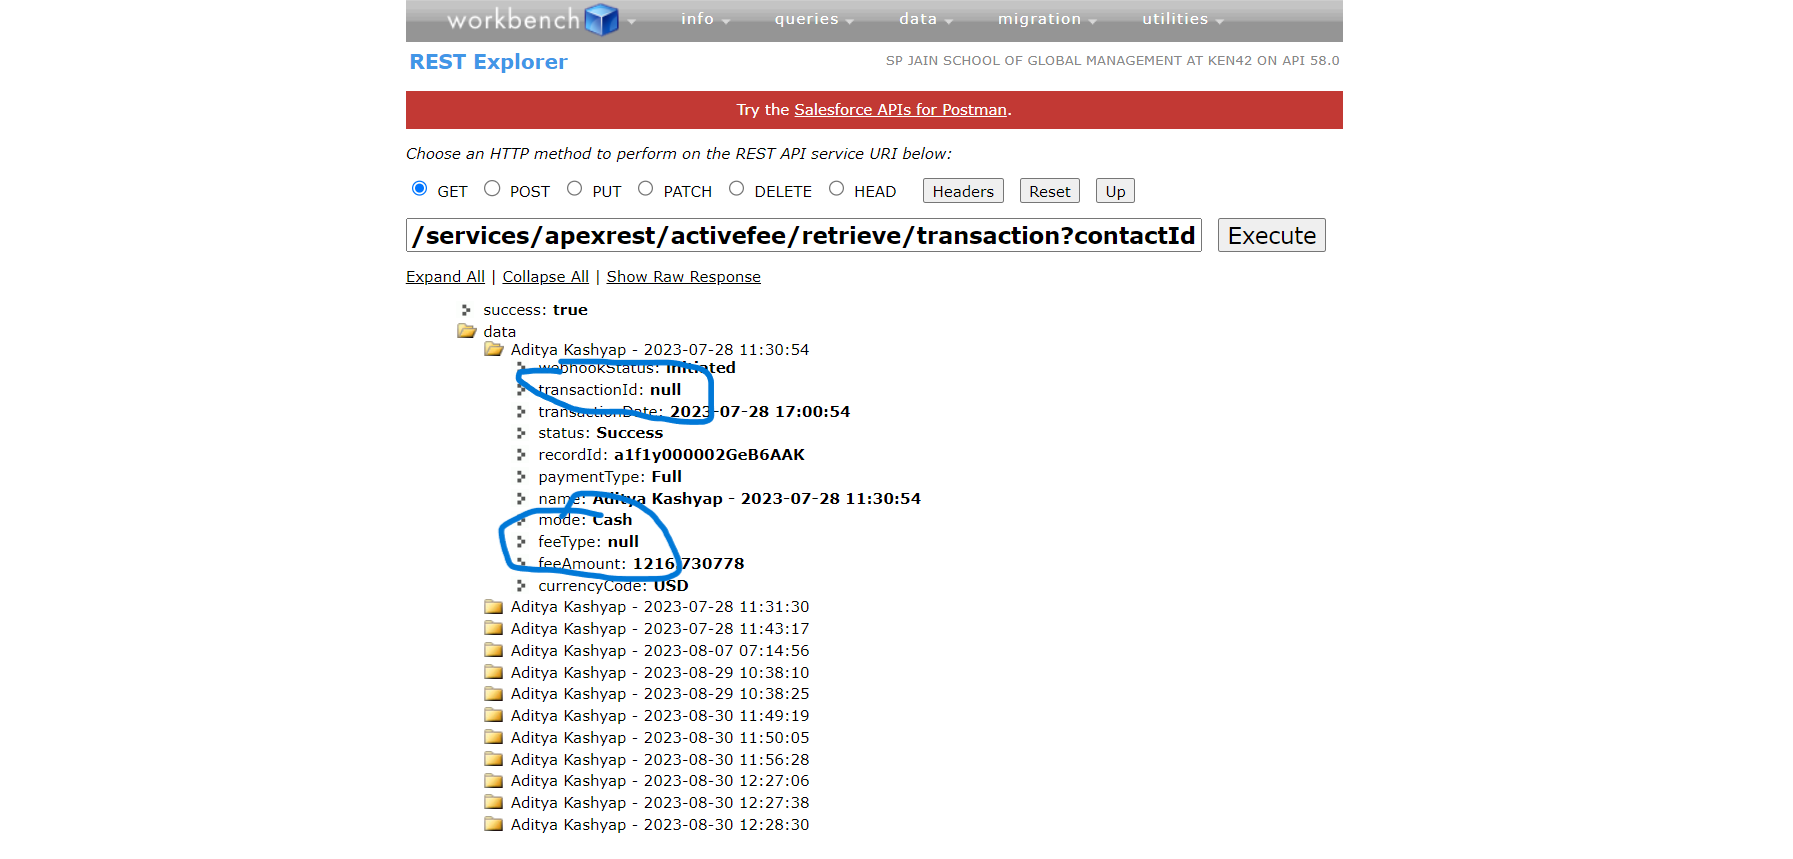 workbench info queries data migration utilities
REST Explorer SP JAIN SCHOOL OF GLOBAL MANAGEMENT AT KEN42 ON API 58.0
Try the Salesforce APIs for Postman.
Choose an HTTP method to perform on the REST API service URI below:
GET POST PUT PATCH DELETE HEAD Headers Reset Up
/services/apexrest/activefee/retrieve/transaction?contactId Execute
Expand All | Collapse All | Show Raw Response
success: true
data
Aditya Kashyap - 2023-07-28 11:30:54
webhookStatus: Initiated
transactionId: null
transactionDate: 2023-07-28 17:00:54
status: Success
recordId: a1f1y000002GeB6AAK
paymentType: Full
name: Aditya Kashyap - 2023-07-28 11:30:54
mode: Cash
feeType: null
feeAmount: 1216.730778
currencyCode: USD
Aditya Kashyap - 2023-07-28 11:31:30
Aditya Kashyap - 2023-07-28 11:43:17
Aditya Kashyap - 2023-08-07 07:14:56
Aditya Kashyap - 2023-08-29 10:38:10
Aditya Kashyap - 2023-08-29 10:38:25
Aditya Kashyap - 2023-08-30 11:49:19
Aditya Kashyap - 2023-08-30 11:50:05
Aditya Kashyap - 2023-08-30 11:56:28
Aditya Kashyap - 2023-08-30 12:27:06
Aditya Kashyap - 2023-08-30 12:27:38
Aditya Kashyap - 2023-08-30 12:28:30